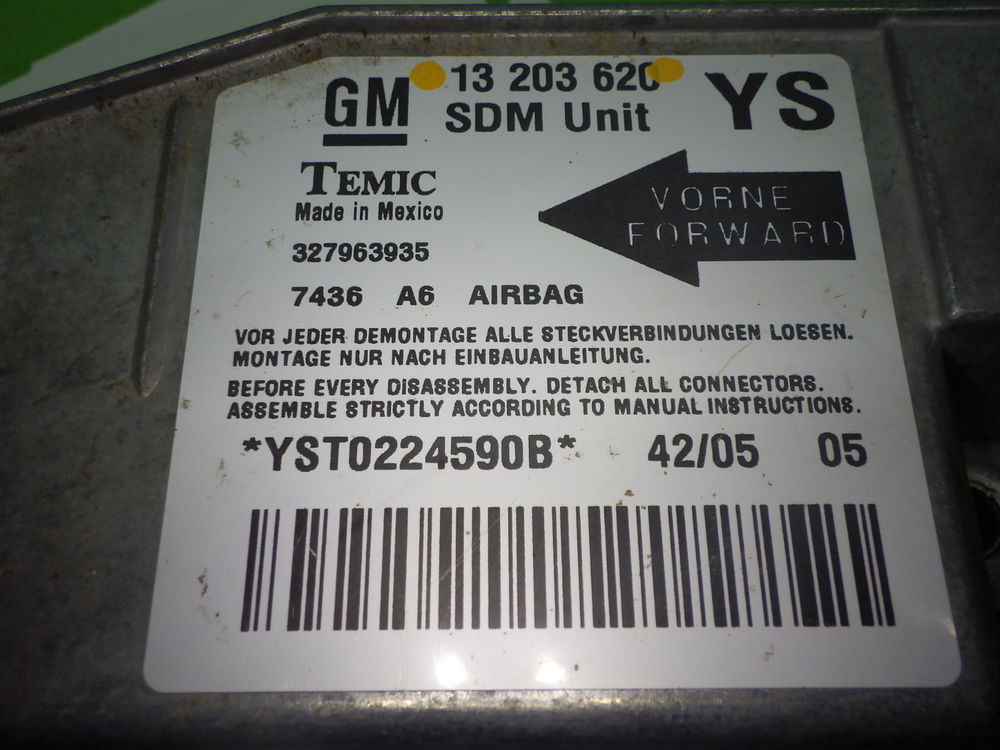 GM 13 203 620 YS
SDM Unit
TEMIC
Made in Mexico
VORNE
FORWARD
327963935
7436 A6 AIRBAG
VOR JEDER DEMONTAGE ALLE STECKVERBINDUNGEN LOESEN.
MONTAGE NUR NACH EINBAUANLEITUNG.
BEFORE EVERY DISASSEMBLY. DETACH ALL CONNECTORS.
ASSEMBLE STRICTLY ACCORDING TO MANUAL INSTRUCTIONS.
*YST0224590B* 42/05 05